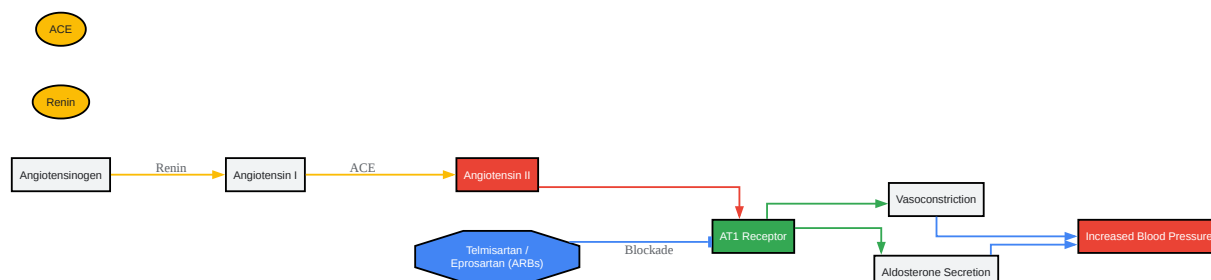 ACE
Renin
Angiotensinogen
Renin
Angiotensin I
ACE
Angiotensin II
Telmisartan /
Eprosartan (ARBs)
Blockade
AT1 Receptor
Vasoconstriction
Aldosterone Secretion
Increased Blood Pressure